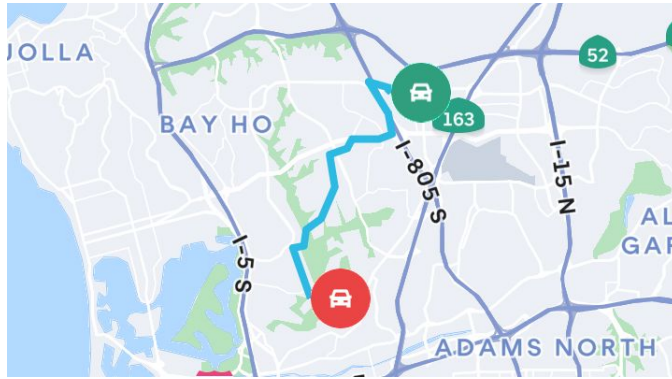 JOLLA
52
BAY HO
163
I-805 S
I-15 N
AL
GAR
I-5 S
ADAMS NORTH